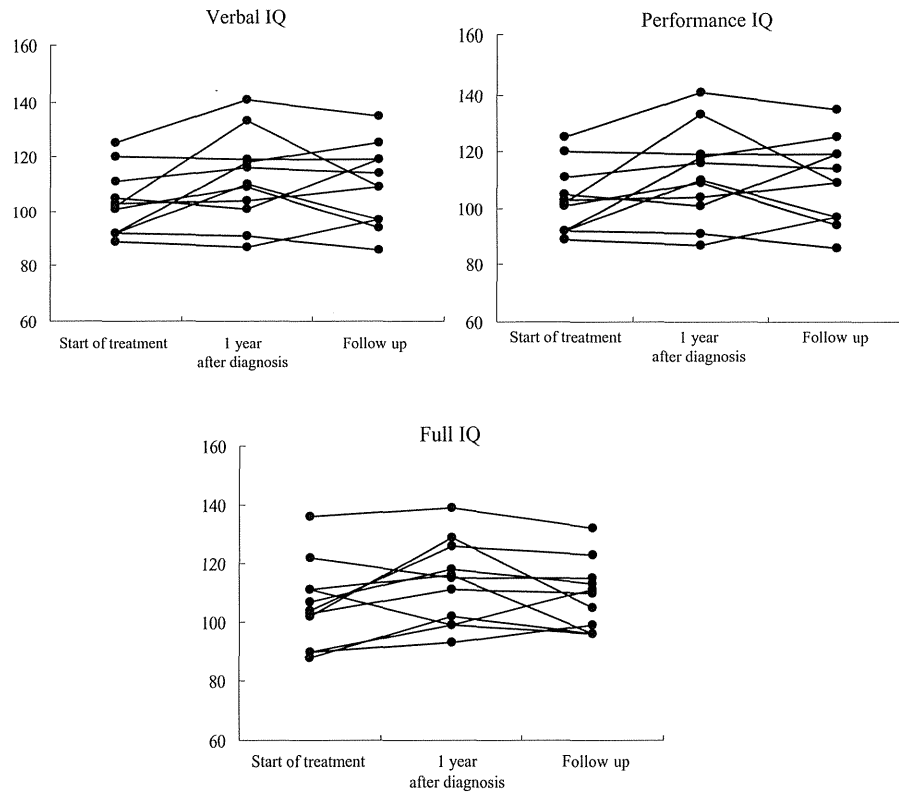 Verbal IQ
160
140
120
100
80
60
Start of treatment
1 year
after diagnosis
Follow up
Performance IQ
160
140
120
100
80
60
Start of treatment
1 year
after diagnosis
Follow up
Full IQ
160
140
120
100
80
60
Start of treatment
1 year
after diagnosis
Follow up